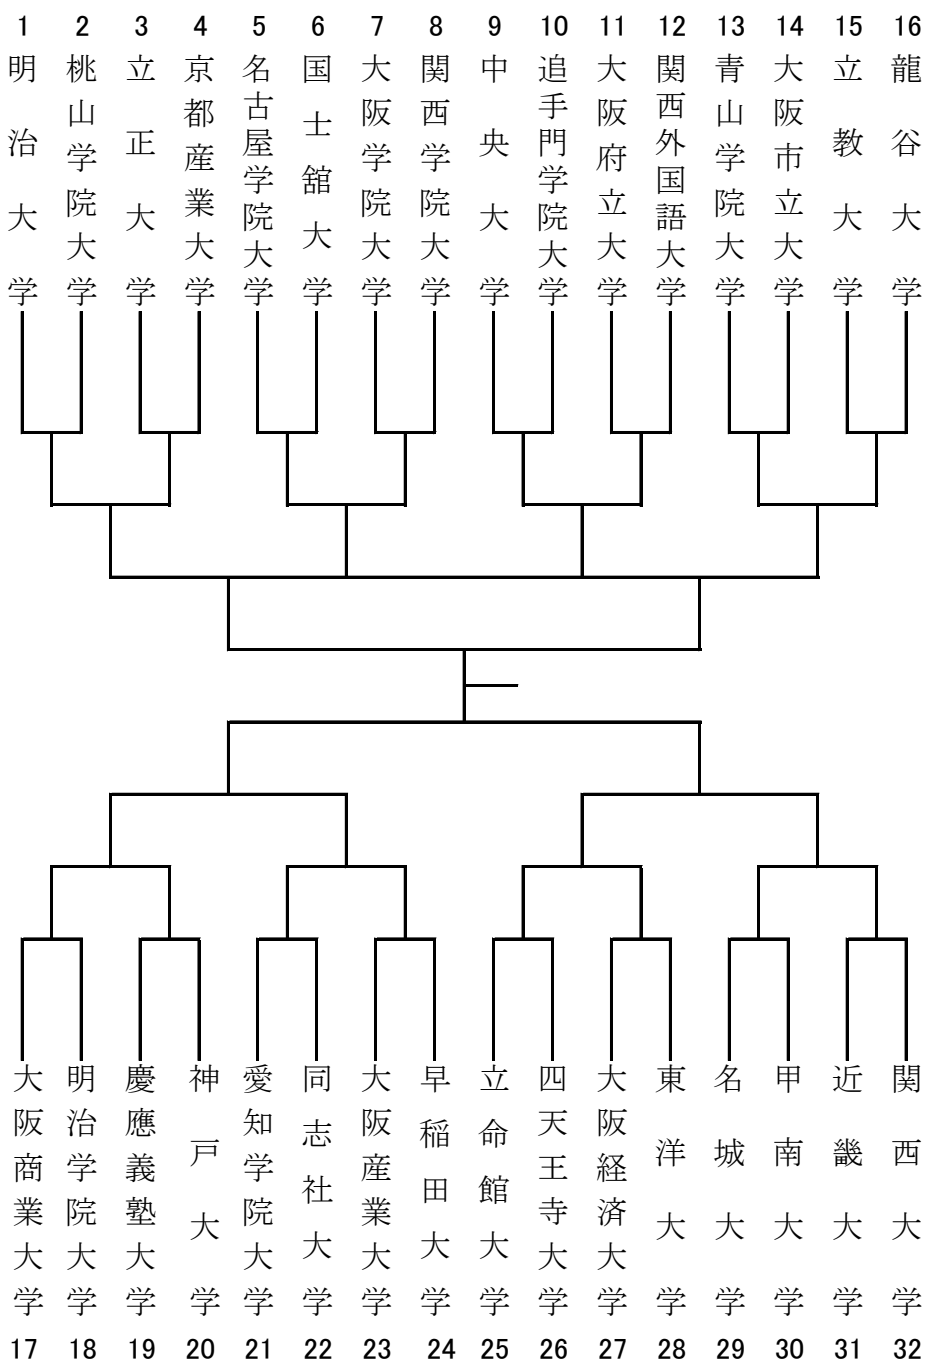 1 2 3 4 5 6 7 8 9 10 11 12 13 14 15 16
明治大学
桃山学院大学
立正大学
京都産業大学
名古屋学院大学
国士舘大学
大阪学院大学
関西学院大学
中央大学
追手門学院大学
大阪府立大学
関西外国語大学
青山学院大学
大阪市立大学
立教大学
龍谷大学
大阪商業大学
明治学院大学
慶應義塾大学
神戸大学
愛知学院大学
同志社大学
大阪産業大学
早稲田大学
立命館大学
四天王寺大学
大阪経済大学
東洋大学
名城大学
甲南大学
近畿大学
関西大学
17 18 19 20 21 22 23 24 25 26 27 28 29 30 31 32